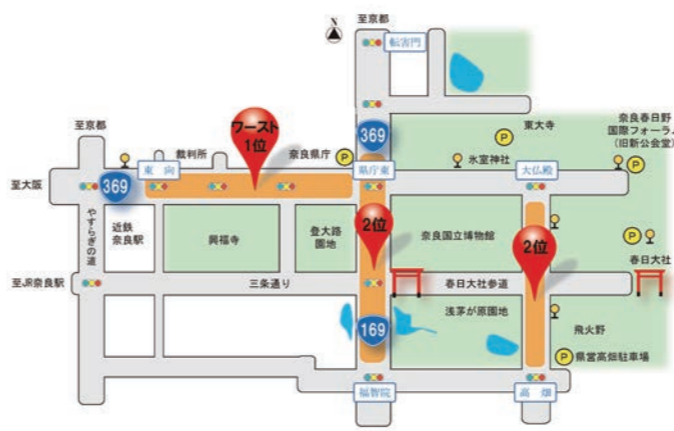 至京都
N
転害門
369
東大寺
P
奈良春日野
国際フォーラム
(旧新公会堂)
P
至京都
ワースト
1位
裁判所
奈良県庁
P
氷室神社
至大阪
369
東 向
県庁東
大仏殿
やすらぎの道
近鉄
奈良駅
興福寺
登大路
園地
2位
奈良国立博物館
2位
P
春日大社
至JR奈良駅
三条通り
春日大社参道
169
浅茅が原園地
飛火野
P
県営高畑駐車場
福智院
高 畑